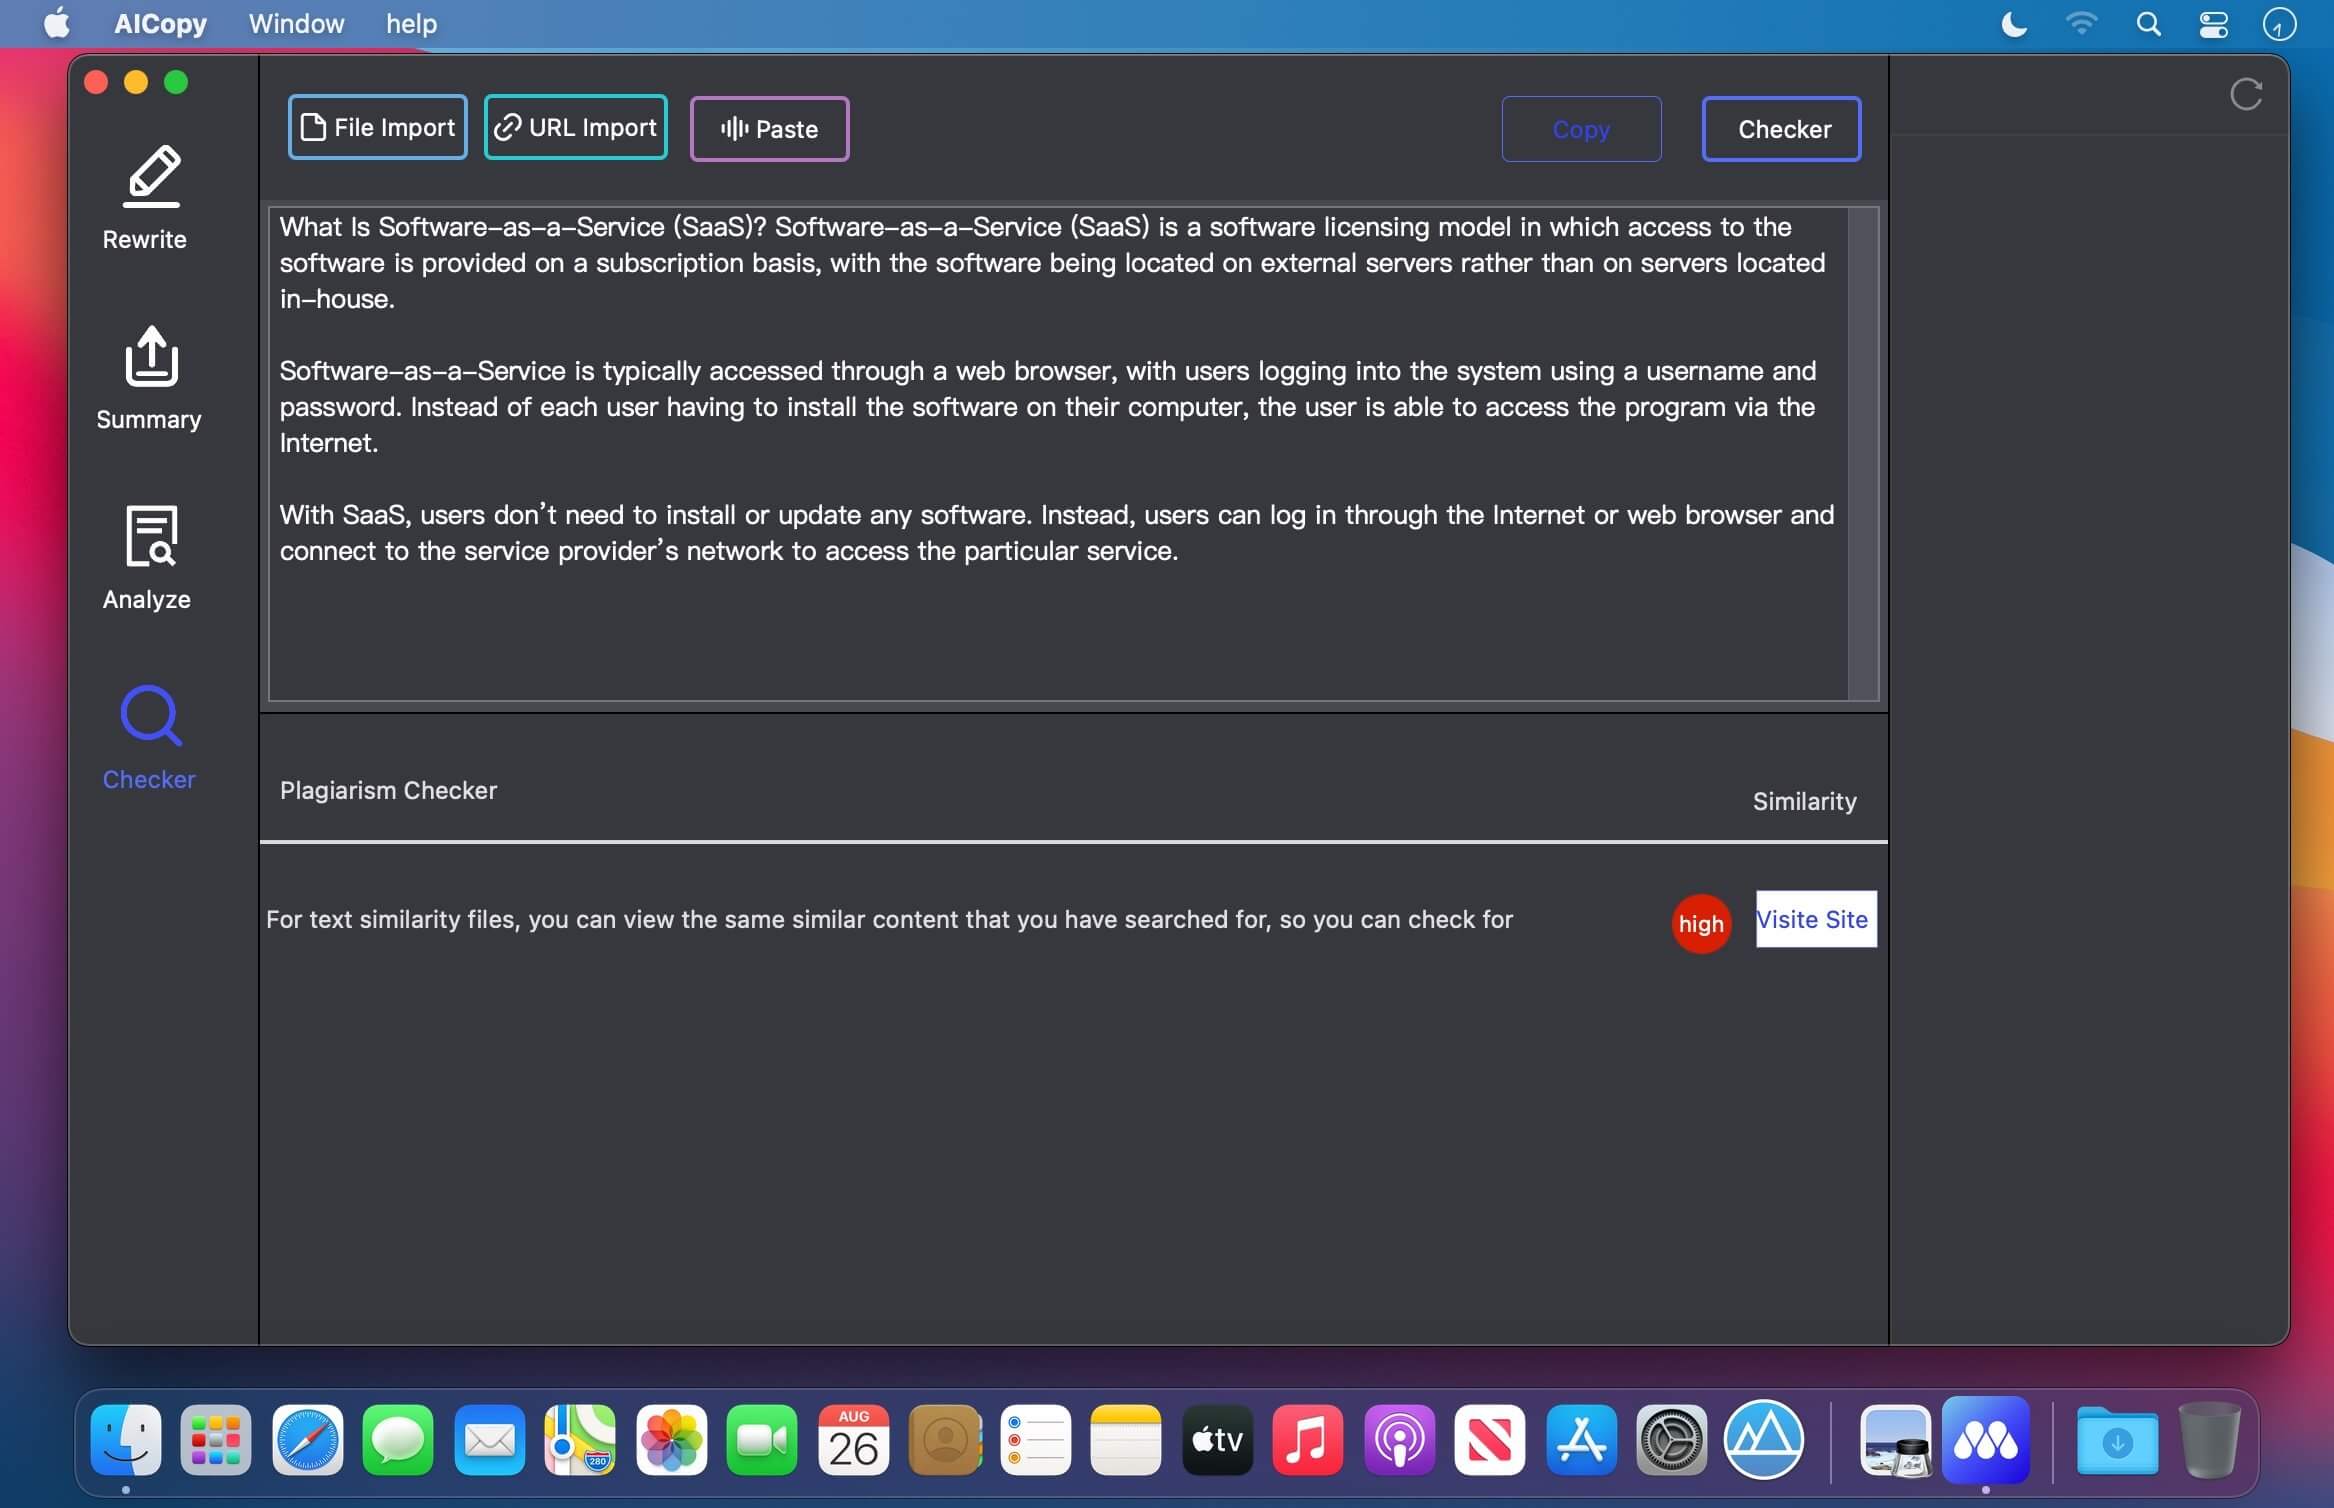 AICopy Window help
File Import URL Import Paste Copy Checker
Rewrite
Summary
Analyze
Checker
What Is Software-as-a-Service (SaaS)? Software-as-a-Service (SaaS) is a software licensing model in which access to the
software is provided on a subscription basis, with the software being located on external servers rather than on servers located
in-house.
Software-as-a-Service is typically accessed through a web browser, with users logging into the system using a username and
password. Instead of each user having to install the software on their computer, the user is able to access the program via the
Internet.
With SaaS, users don’t need to install or update any software. Instead, users can log in through the Internet or web browser and
connect to the service provider’s network to access the particular service.
Plagiarism Checker
Similarity
For text similarity files, you can view the same similar content that you have searched for, so you can check for high Visite Site
280
AUG
26
tv